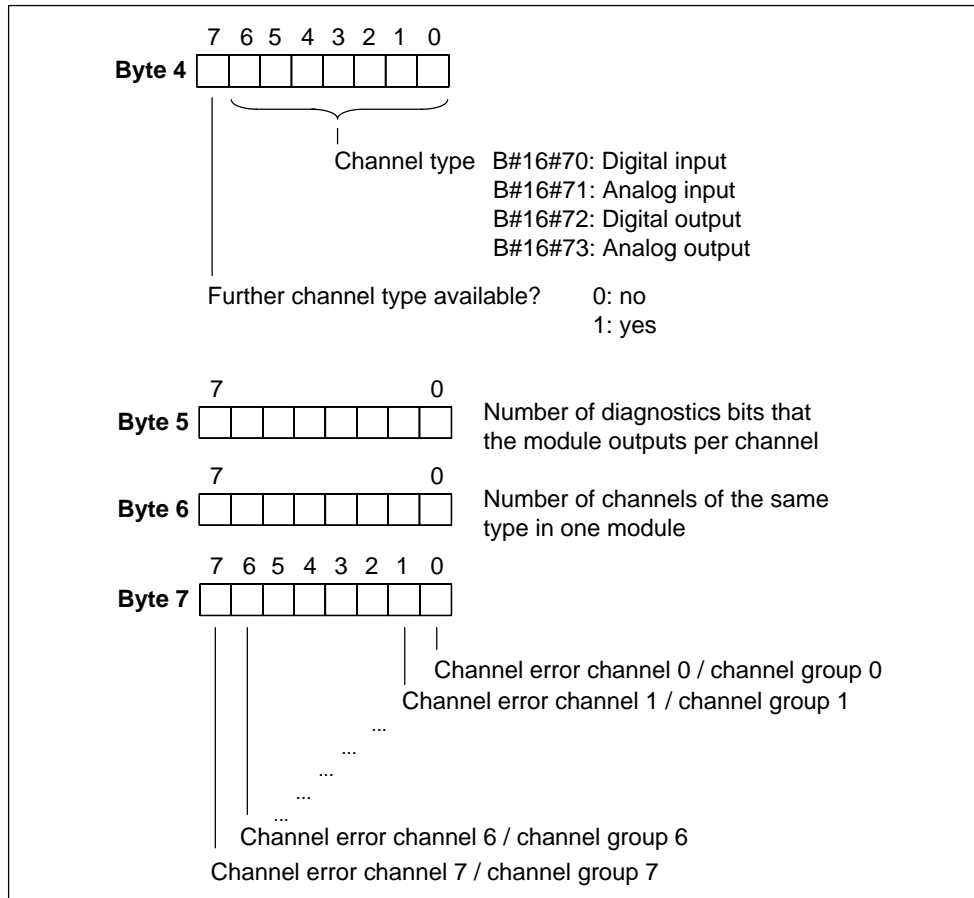 7 6 5 4 3 2 1 0
Byte 4
Channel type B#16#70: Digital input
B#16#71: Analog input
B#16#72: Digital output
B#16#73: Analog output
Further channel type available? 0: no
1: yes
7 0
Byte 5
Number of diagnostics bits that
the module outputs per channel
7 0
Byte 6
Number of channels of the same
type in one module
7 6 5 4 3 2 1 0
Byte 7
Channel error channel 0 / channel group 0
Channel error channel 1 / channel group 1
...
...
...
...
...
Channel error channel 6 / channel group 6
Channel error channel 7 / channel group 7